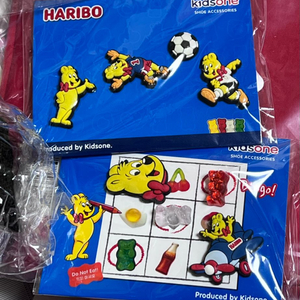 HARIBO
kidsone
SHOE ACCESSORIES
Produced by Kidsone.
kidsone
SHOE ACCESSORIES
go!
Do Not Eat!
Produced by Kidsone.